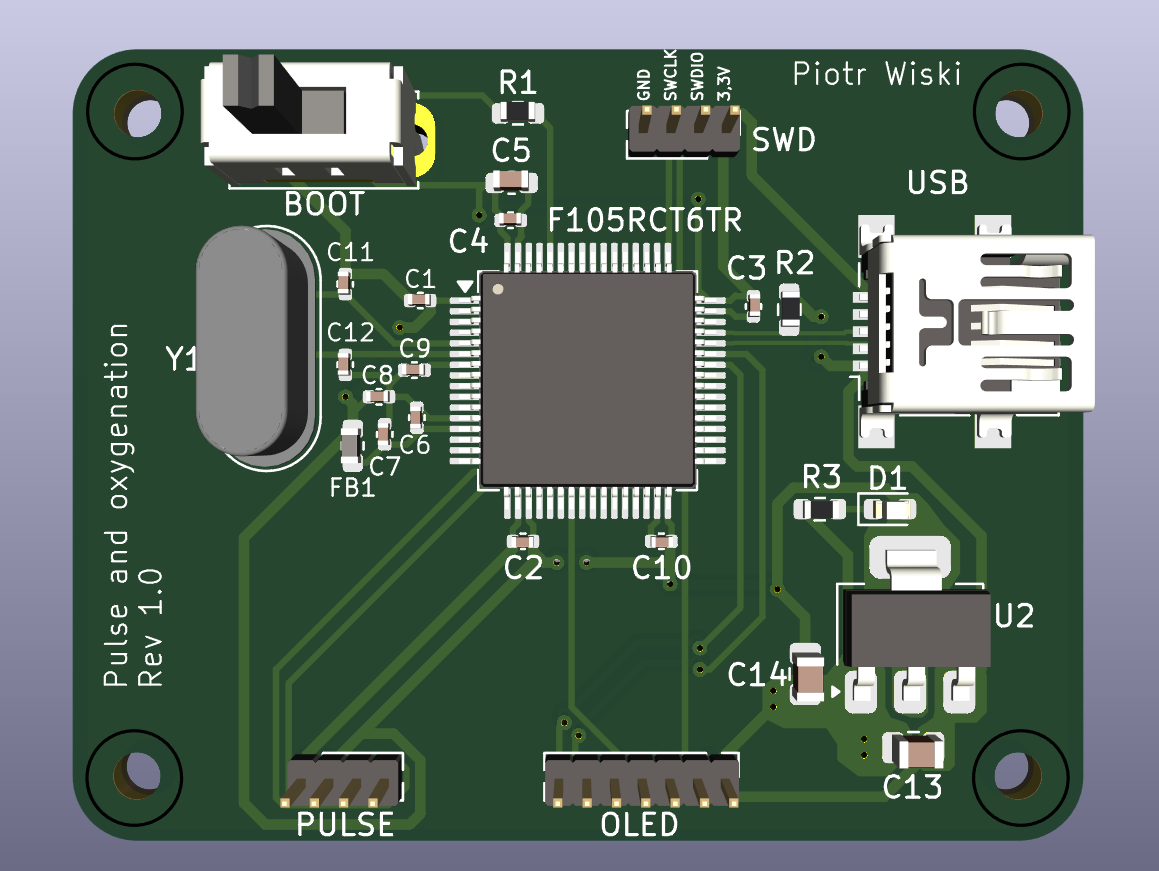 GND
SWCLK
SWDIO
3,3V
Piotr Wiski
R1
SWD
C5
USB
BOOT
F105RCT6TR
C4
C11
C1
C3
R2
C12
Y1
C9
C8
C6
C7
FB1
R3
D1
C2
C10
U2
C14
Pulse and oxygenation
Rev 1.0
C13
PULSE
OLED